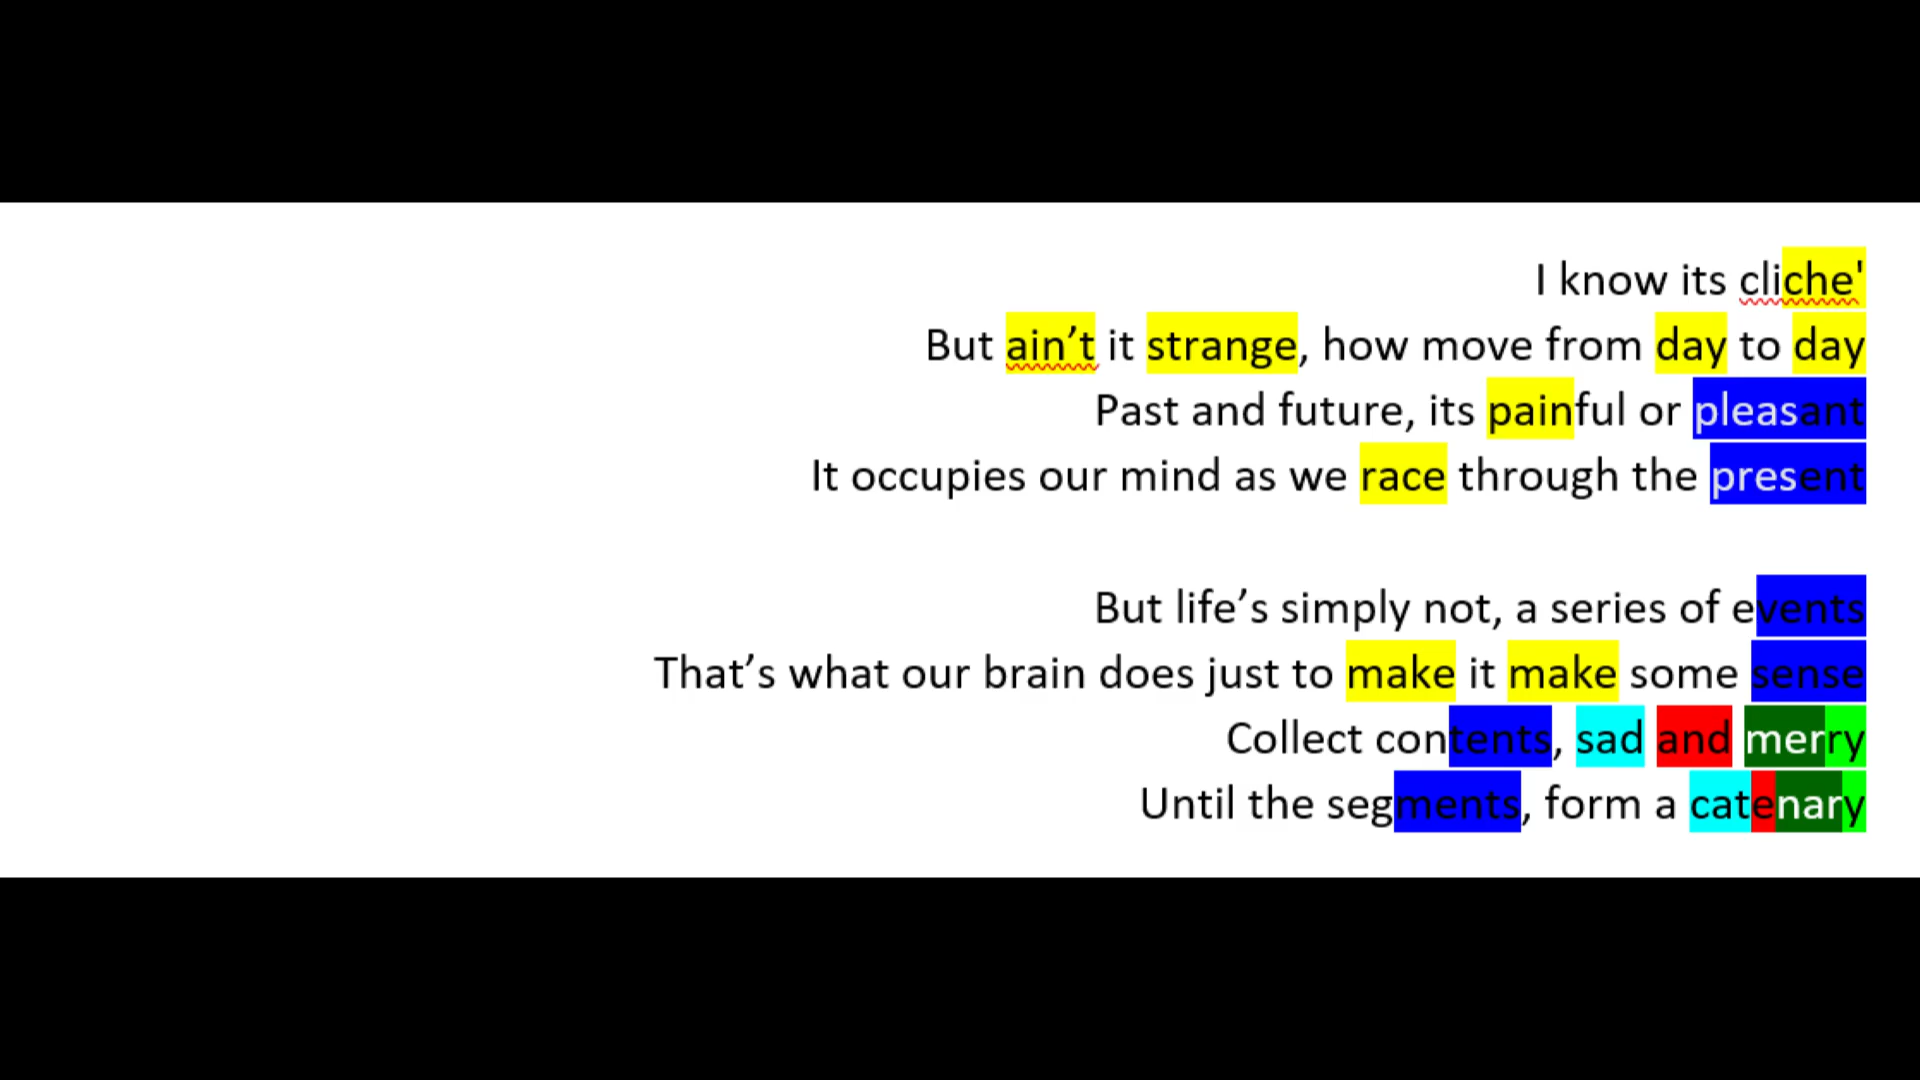 I know its cliche'
But ain’t it strange, how move from day to day
Past and future, its painful or pleasant
It occupies our mind as we race through the present
But life’s simply not, a series of events
That’s what our brain does just to make it make some sense
Collect contents, sad and merry
Until the segments, form a catenary